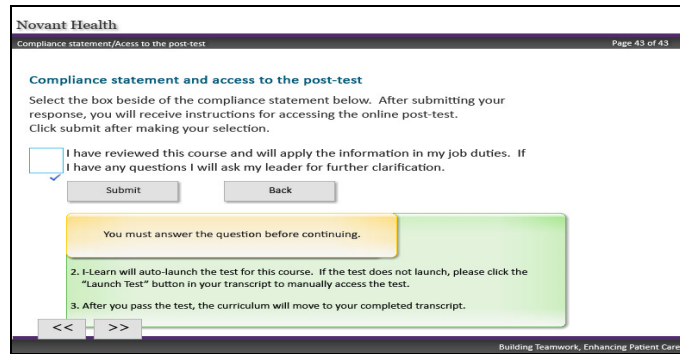 Novant Health
Compliance statement/Acess to the post-test
Page 43 of 43
Compliance statement and access to the post-test
Select the box beside of the compliance statement below. After submitting your
response, you will receive instructions for accessing the online post-test.
Click submit after making your selection.
I have reviewed this course and will apply the information in my job duties. If
I have any questions I will ask my leader for further clarification.
Submit
Back
You must answer the question before continuing.
2. I-Learn will auto-launch the test for this course. If the test does not launch, please click the
"Launch Test" button in your transcript to manually access the test.
3. After you pass the test, the curriculum will move to your completed transcript.
<<
>>
Building Teamwork, Enhancing Patient Care